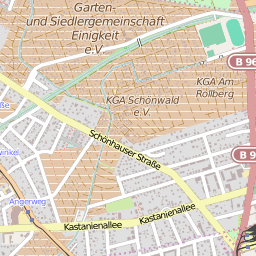 Garten-
und Siedlergemeinschaft
Einigkeit
e.V.
B 96
KGA Am
Rollberg
KGA Schönwald
e.V.
Schönhauser Straße
B 96
Angerweg
Kastanienallee
Kastanienallee